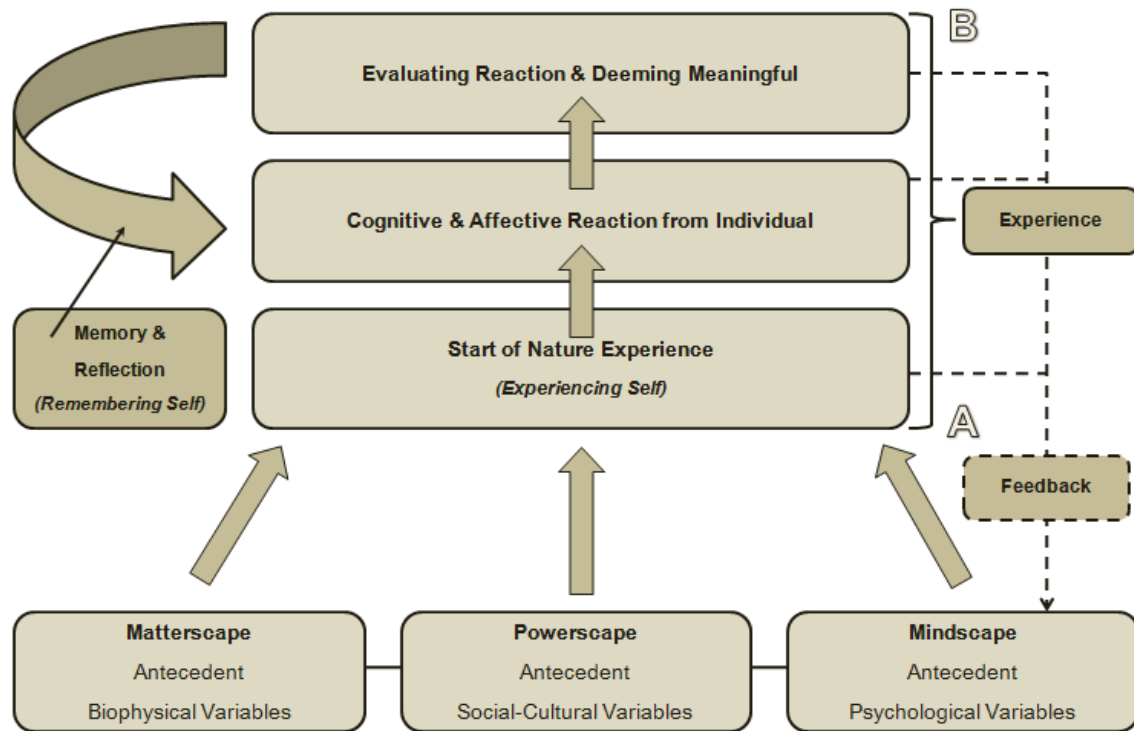 B
Evaluating Reaction & Deeming Meaningful
Cognitive & Affective Reaction from Individual
Experience
Memory &
Reflection
(Remembering Self)
Start of Nature Experience
(Experiencing Self)
A
Feedback
Matterscape
Antecedent
Biophysical Variables
Powerscape
Antecedent
Social-Cultural Variables
Mindscape
Antecedent
Psychological Variables